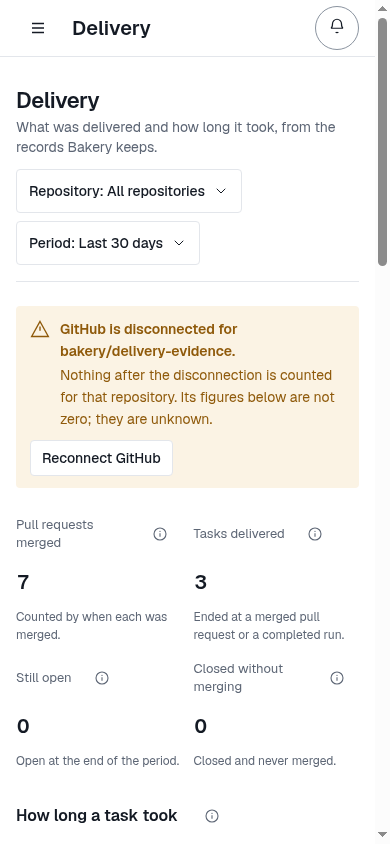 Delivery
Delivery
What was delivered and how long it took, from the
records Bakery keeps.
Repository: All repositories
Period: Last 30 days
GitHub is disconnected for
bakery/delivery-evidence.
Nothing after the disconnection is counted
for that repository. Its figures below are not
zero; they are unknown.
Reconnect GitHub
Pull requests
merged
7
Counted by when each was
merged.
Tasks delivered
3
Ended at a merged pull
request or a completed run.
Still open
0
Open at the end of the period.
Closed without
merging
0
Closed and never merged.
How long a task took